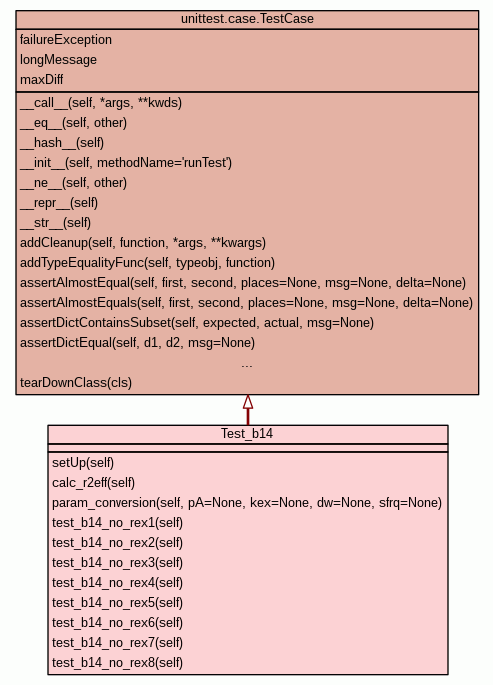 unittest.case.TestCase
failureException
longMessage
maxDiff
__call__(self, *args, **kwds)
__eq__(self, other)
__hash__(self)
__init__(self, methodName='runTest')
__ne__(self, other)
__repr__(self)
__str__(self)
addCleanup(self, function, *args, **kwargs)
addTypeEqualityFunc(self, typeobj, function)
assertAlmostEqual(self, first, second, places=None, msg=None, delta=None)
assertAlmostEquals(self, first, second, places=None, msg=None, delta=None)
assertDictContainsSubset(self, expected, actual, msg=None)
assertDictEqual(self, d1, d2, msg=None)
...
tearDownClass(cls)
Test_b14
setUp(self)
calc_r2eff(self)
param_conversion(self, pA=None, kex=None, dw=None, sfrq=None)
test_b14_no_rex1(self)
test_b14_no_rex2(self)
test_b14_no_rex3(self)
test_b14_no_rex4(self)
test_b14_no_rex5(self)
test_b14_no_rex6(self)
test_b14_no_rex7(self)
test_b14_no_rex8(self)